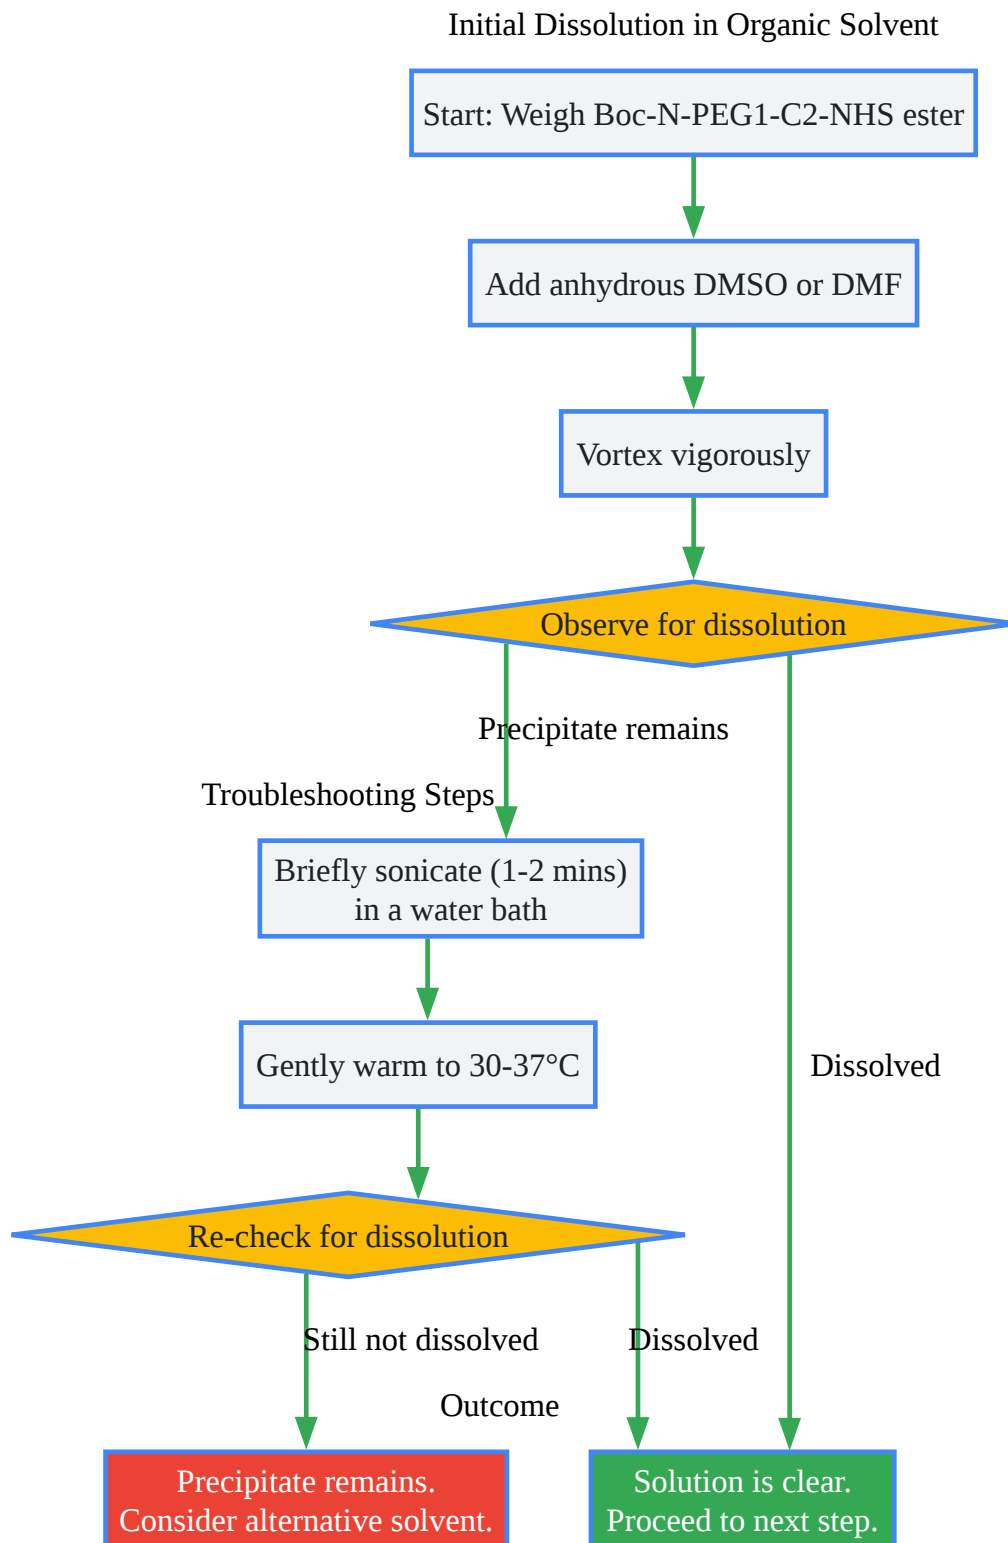 Initial Dissolution in Organic Solvent
Start: Weigh Boc-N-PEG1-C2-NHS ester
Add anhydrous DMSO or DMF
Vortex vigorously
Observe for dissolution
Precipitate remains
Troubleshooting Steps
Briefly sonicate (1-2 mins)
in a water bath
Gently warm to 30-37°C
Dissolved
Re-check for dissolution
Still not dissolved
Dissolved
Outcome
Precipitate remains.
Consider alternative solvent.
Solution is clear.
Proceed to next step.